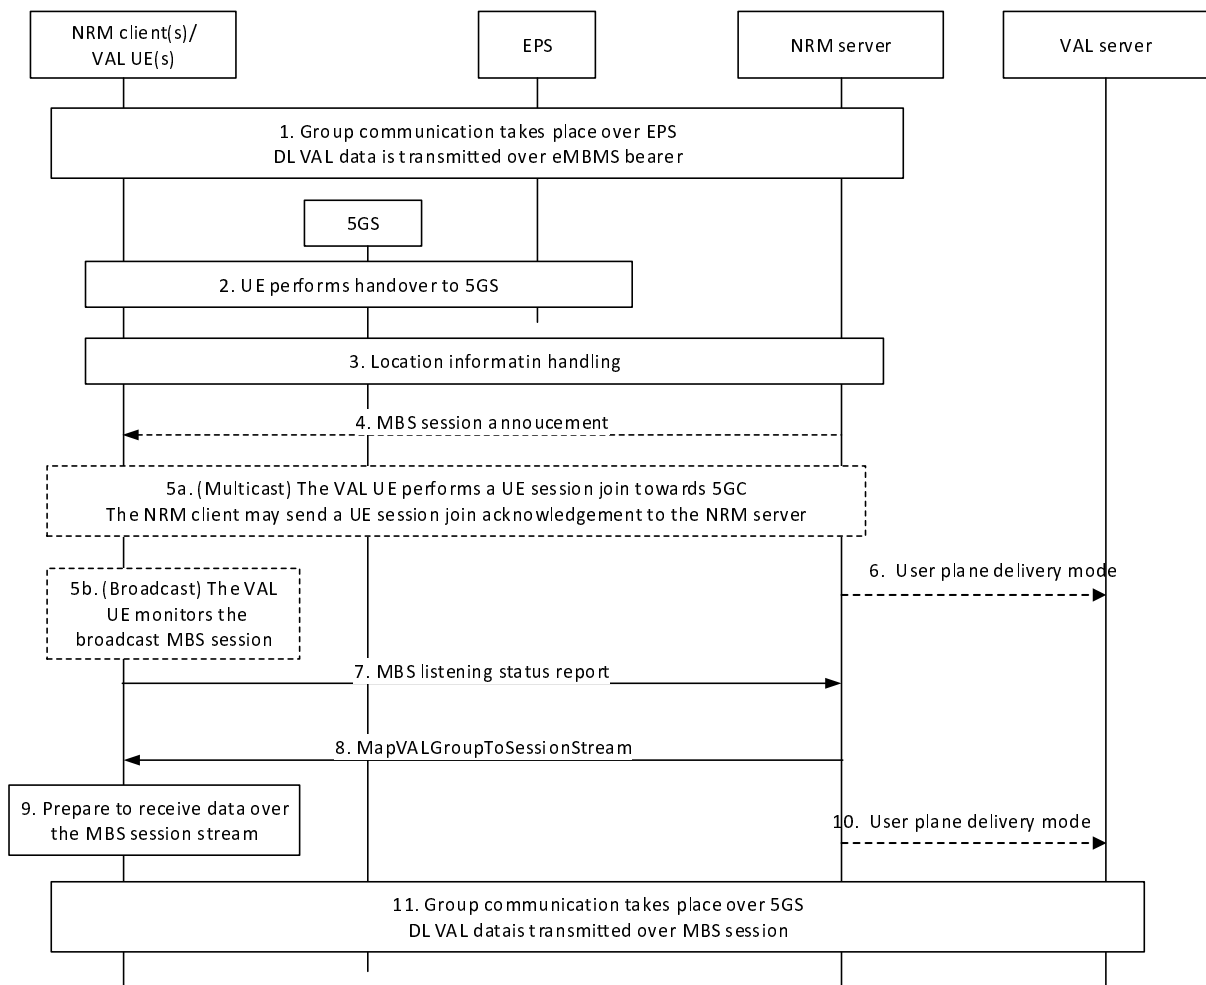 NRM client(s)/
VAL UE(s)
EPS
NRM server
VAL server
1. Group communication takes place over EPS
DL VAL data is transmitted over eMBMS bearer
5GS
2. UE performs handover to 5GS
3. Location informatin handling
4. MBS session annoucement
5a. (Multicast) The VAL UE performs a UE session join towards 5GC
The NRM client may send a UE session join acknowledgement to the NRM server
6. User plane delivery mode
5b. (Broadcast) The VAL
UE monitors the
broadcast MBS session
7. MBS listening status report
8. MapVALGroupToSessionStream
9. Prepare to receive data over
the MBS session stream
10. User plane delivery mode
11. Group communication takes place over 5GS
DL VAL datais transmitted over MBS session